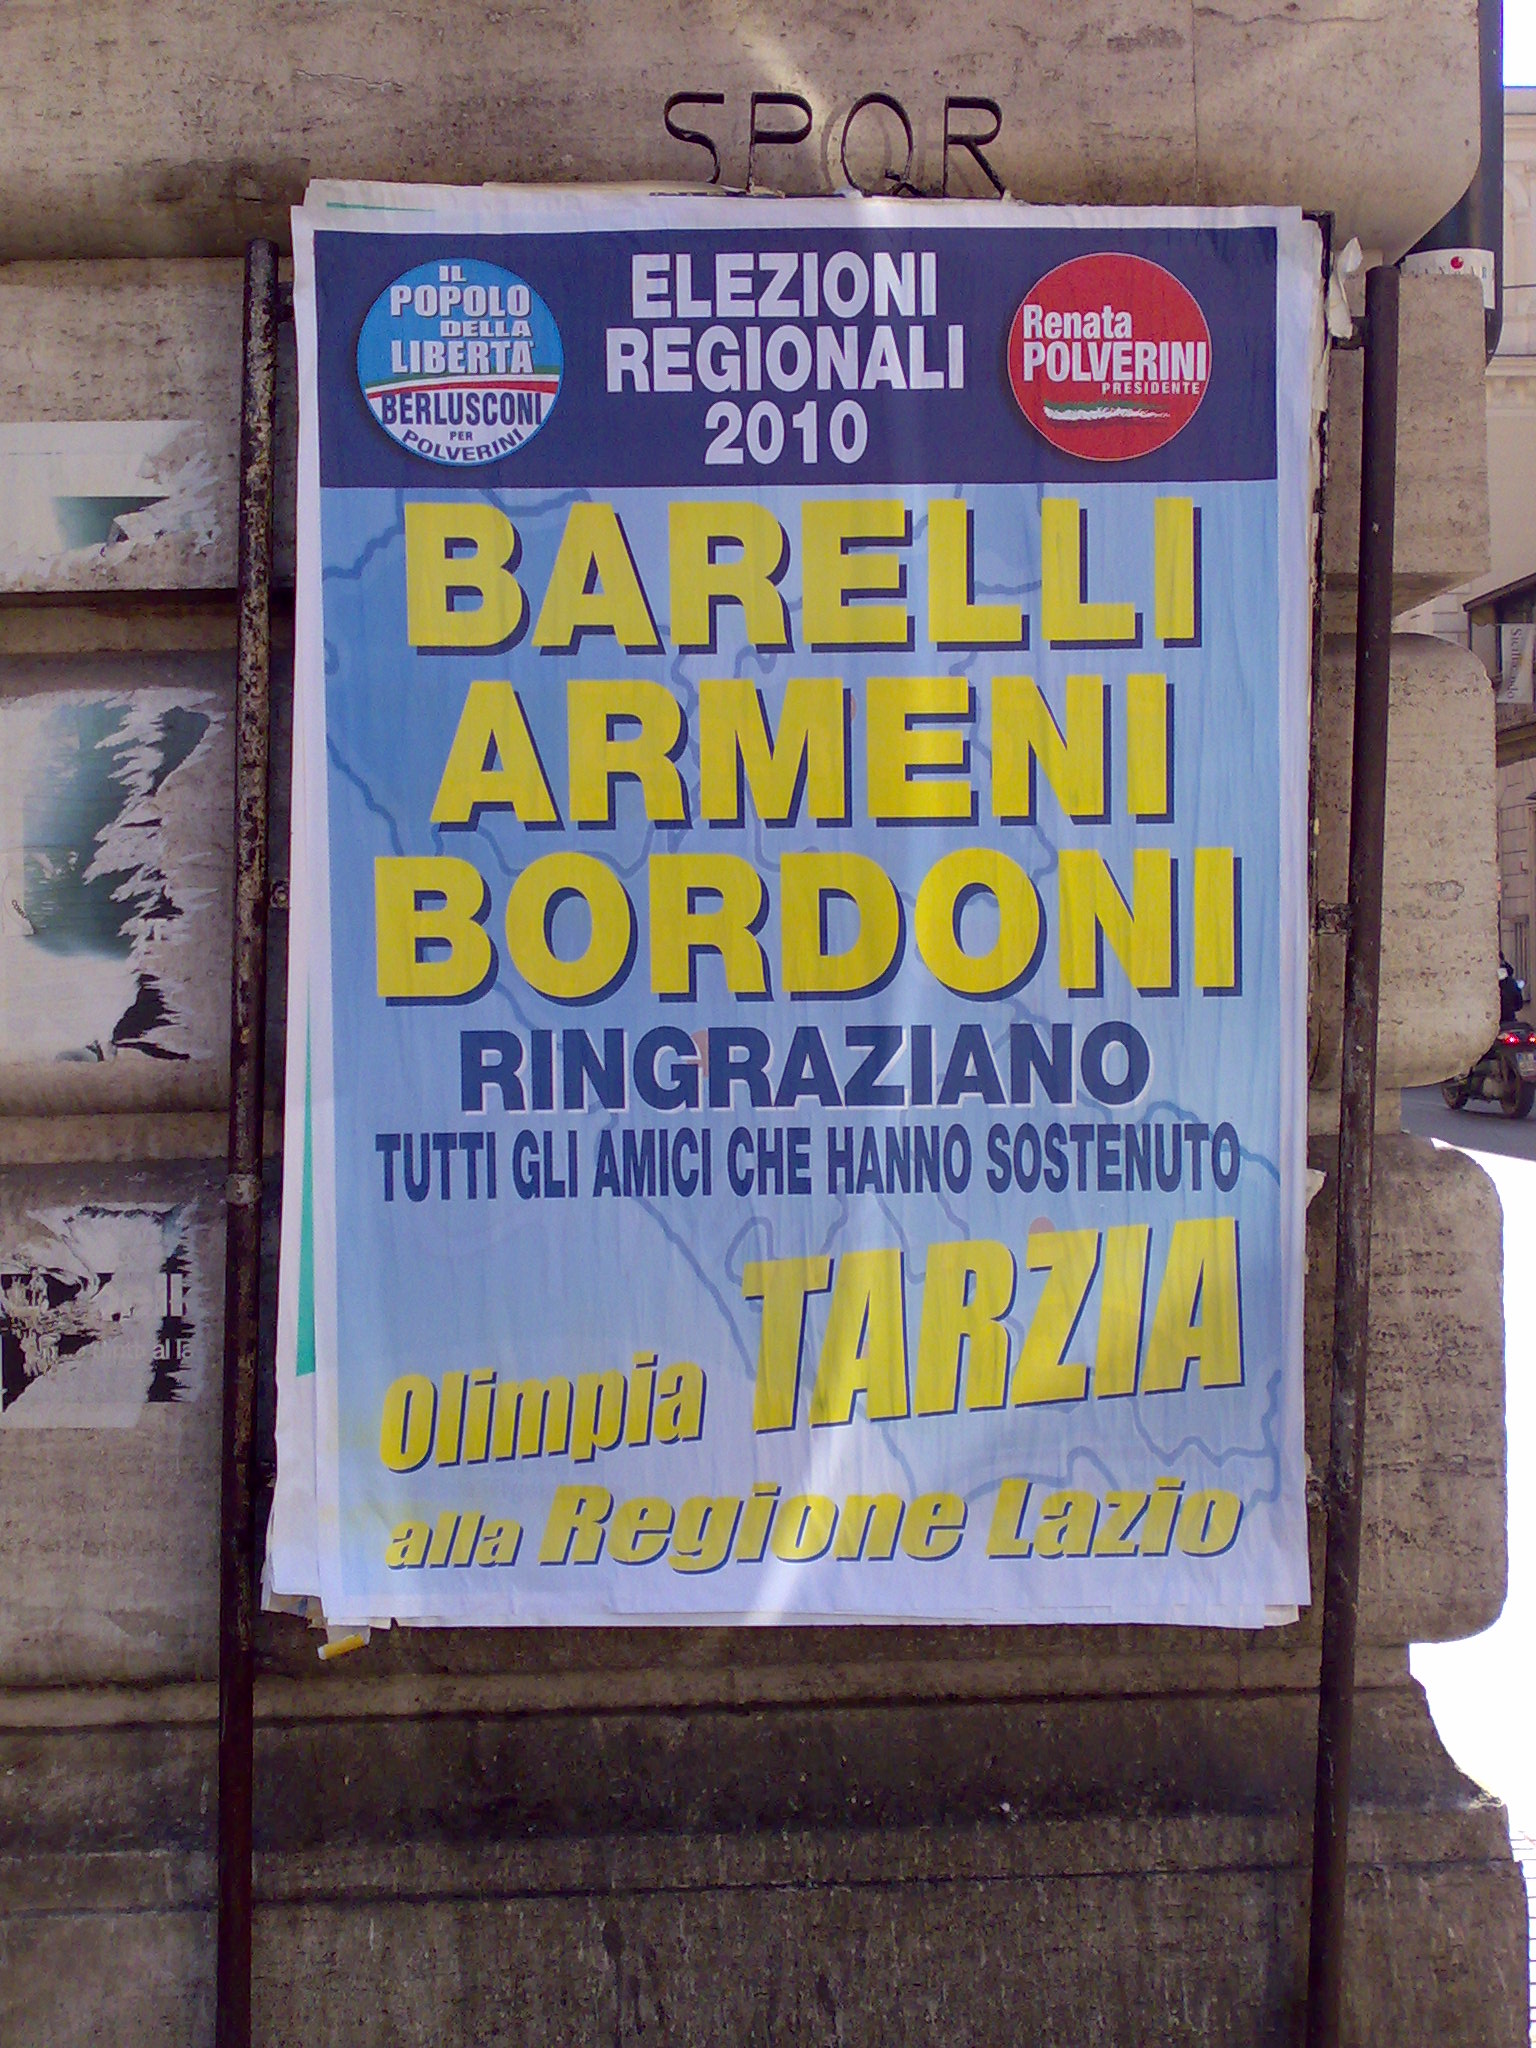 SPQR
IL
POPOLO
DELLA
LIBERTA'
BERLUSCONI
PER
POLVERINI
ELEZIONI
REGIONALI
2010
Renata
POLVERINI
PRESIDENTE
BARELLI
ARMENI
BORDONI
RINGRAZIANO
TUTTI GLI AMICI CHE HANNO SOSTENUTO
Olimpia TARZIA
alla Regione Lazio